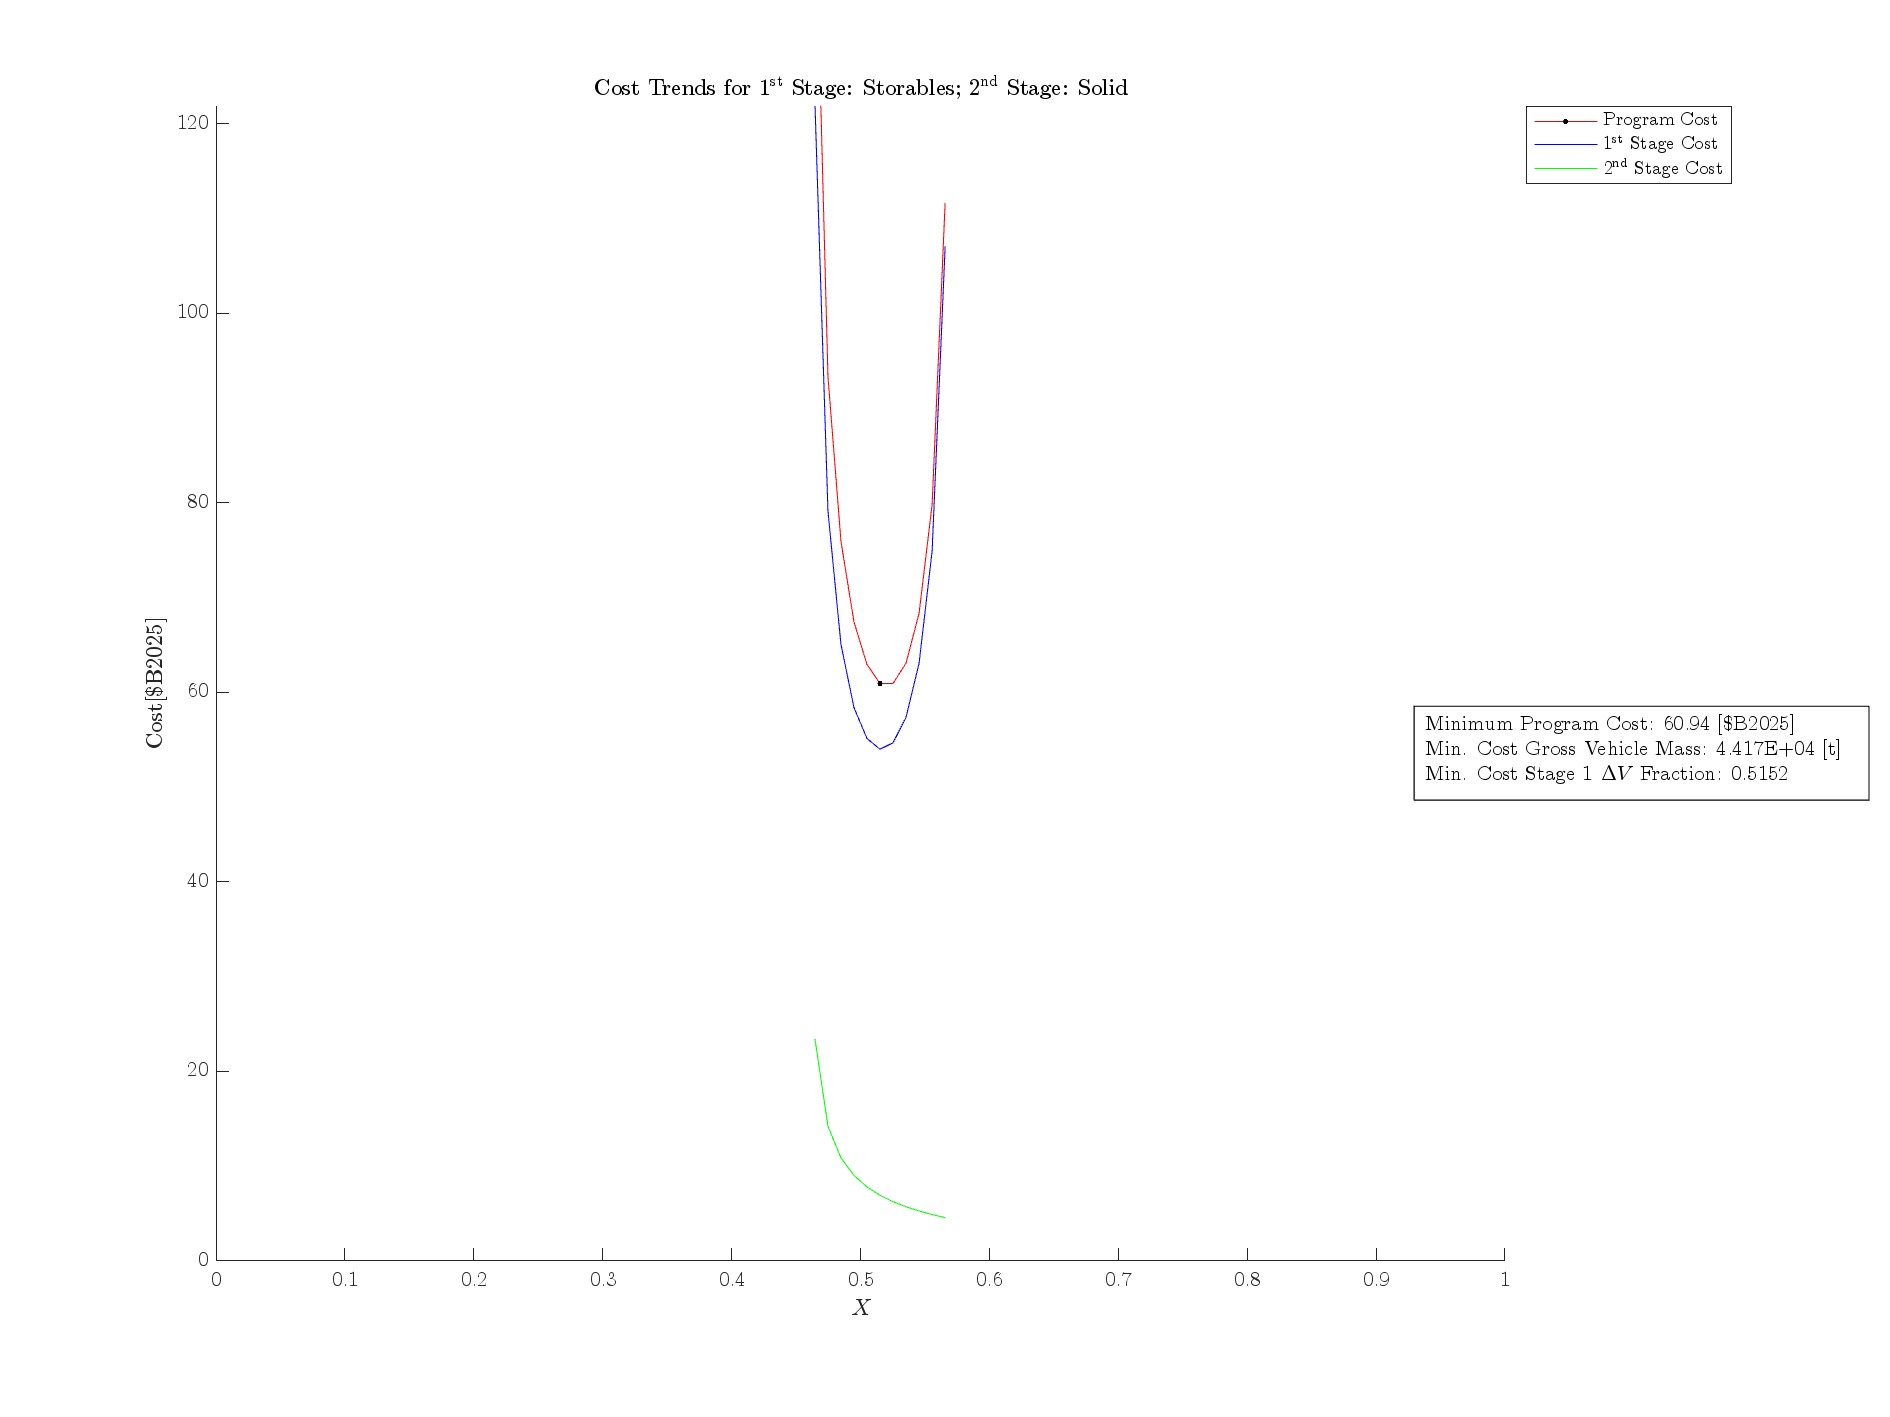 Cost Trends for 1st Stage: Storables; 2nd Stage: Solid
Program Cost
1st Stage Cost
2nd Stage Cost
120
100
80
60
40
20
0
Cost[$B2025]
Minimum Program Cost: 60.94 [$B2025]
Min. Cost Gross Vehicle Mass: 4.417E+04 [t]
Min. Cost Stage 1 ΔV Fraction: 0.5152
0 0.1 0.2 0.3 0.4 0.5 0.6 0.7 0.8 0.9 1
X